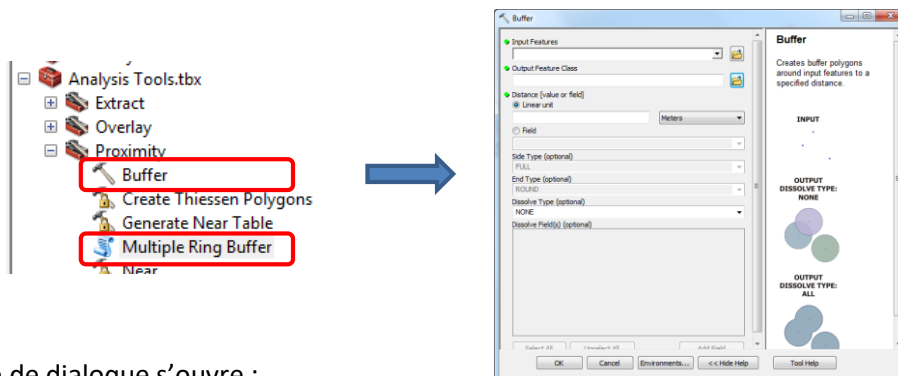 Analysis Tools.tbx
Extract
Overlay
Proximity
Buffer
Create Thiessen Polygons
Generate Near Table
Multiple Ring Buffer
Near
Buffer
Input Features
Output Feature Class
Distance [value or field]
Linear unit
Meters
Field
Side Type (optional)
FULL
End Type (optional)
ROUND
Dissolve Type (optional)
NONE
Dissolve Field(s) (optional)
Select All Unselect All Add Field
OK Cancel Environments... << Hide Help Tool Help
Buffer
Creates buffer polygons
around input features to a
specified distance.
INPUT
OUTPUT
DISSOLVE TYPE:
NONE
OUTPUT
DISSOLVE TYPE:
ALL
de dialogue s’ouvre :